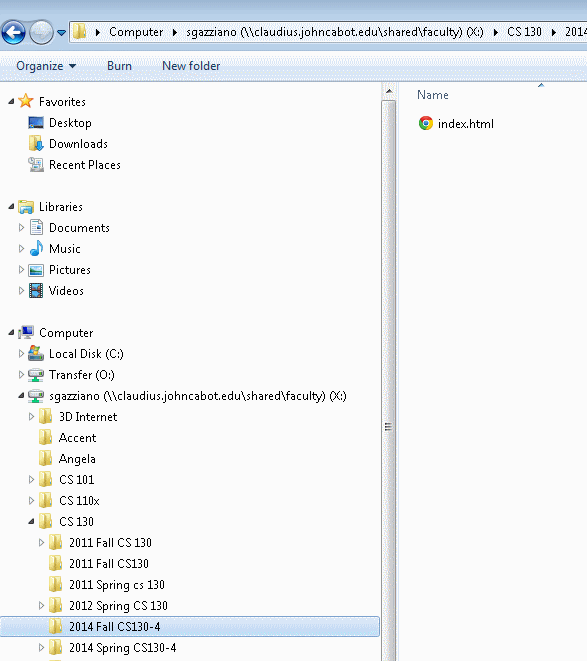 Computer sgazziano (\\claudius.johncabot.edu\shared\faculty) (X:) CS 130 2014
Organize Burn New folder
Favorites
Desktop
Downloads
Recent Places
Libraries
Documents
Music
Pictures
Videos
Computer
Local Disk (C:)
Transfer (O:)
sgazziano (\\claudius.johncabot.edu\shared\faculty) (X:)
3D Internet
Accent
Angela
CS 101
CS 110x
CS 130
2011 Fall CS 130
2011 Fall CS130
2011 Spring cs 130
2012 Spring CS 130
2014 Fall CS130-4
2014 Spring CS130-4
Name
index.html